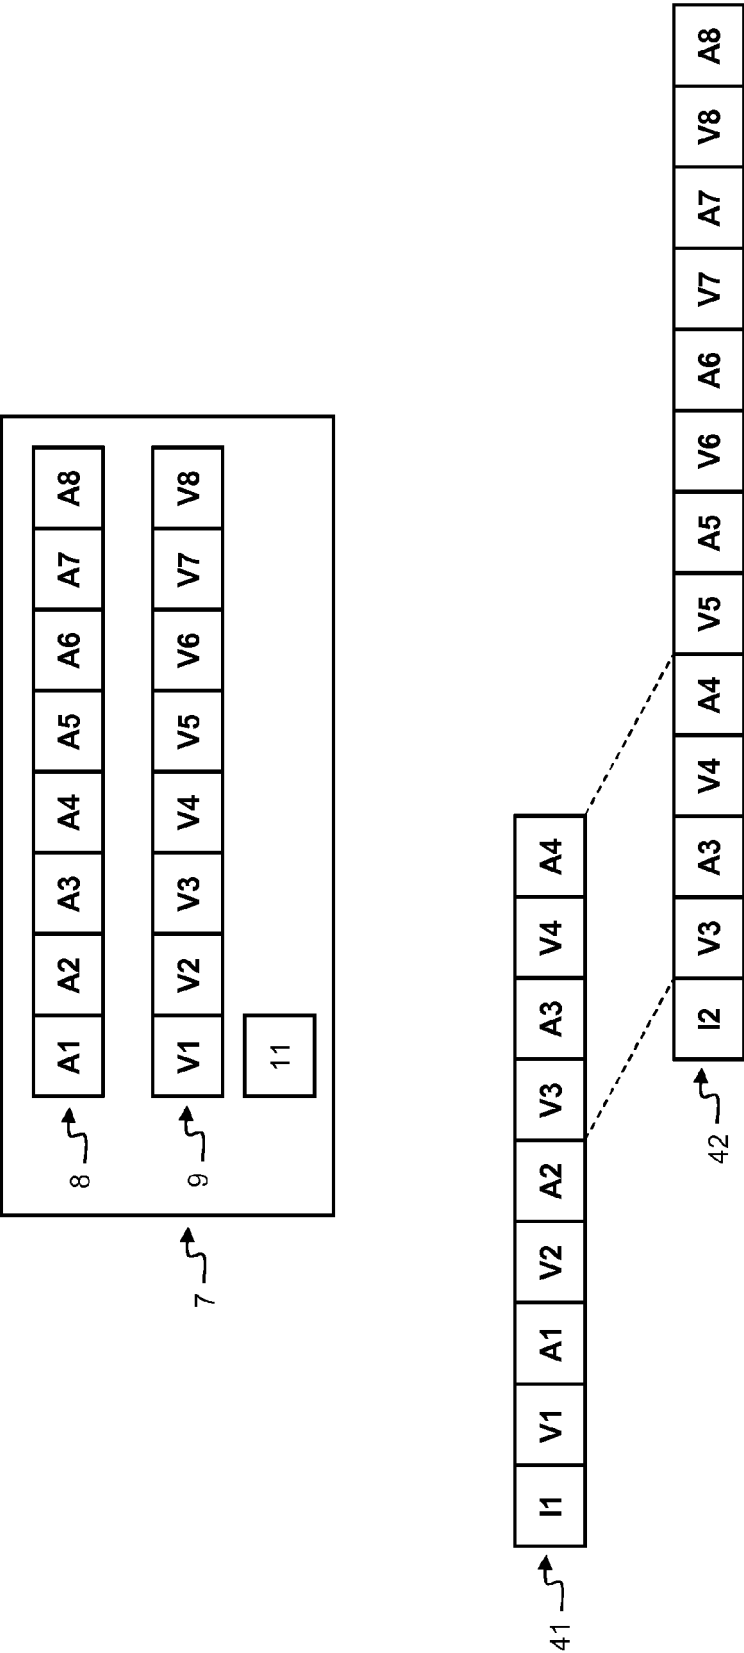 8 A1 A2 A3 A4 A5 A6 A7 A8
9 V1 V2 V3 V4 V5 V6 V7 V8
11
7
41 I1 V1 A1 V2 A2 V3 A3 V4 A4
42 I2 V3 A3 V4 A4 V5 A5 V6 A6 V7 A7 V8 A8